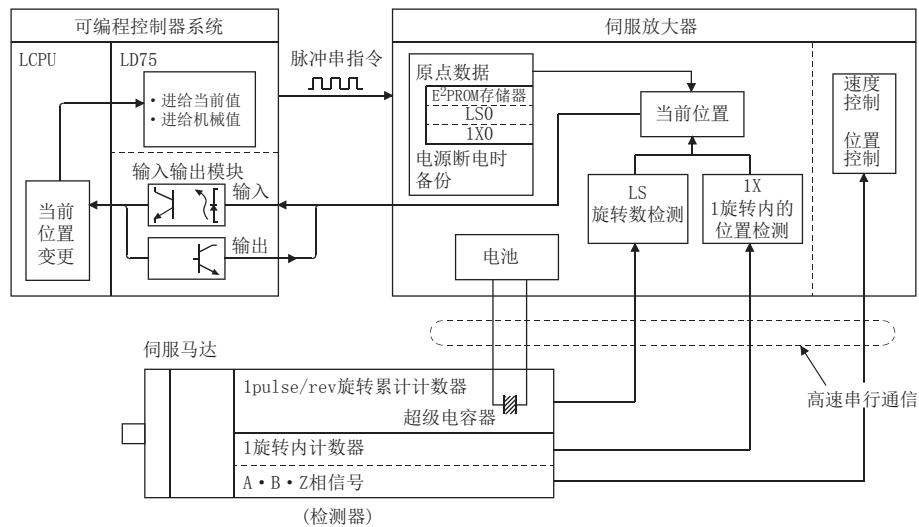 可编程控制器系统
LCPU
LD75
・进给当前值
・进给机械值
输入输出模块
输入
输出
当前
位置
变更
脉冲串指令
伺服放大器
原点数据
E²PROM存储器
LS0
1X0
电源断电时
备份
当前位置
LS
旋转数检测
1X
1旋转内的
位置检测
速度
控制
位置
控制
电池
高速串行通信
伺服马达
1pulse/rev旋转累计计数器
超级电容器
1旋转内计数器
A・B・Z相信号
(检测器)